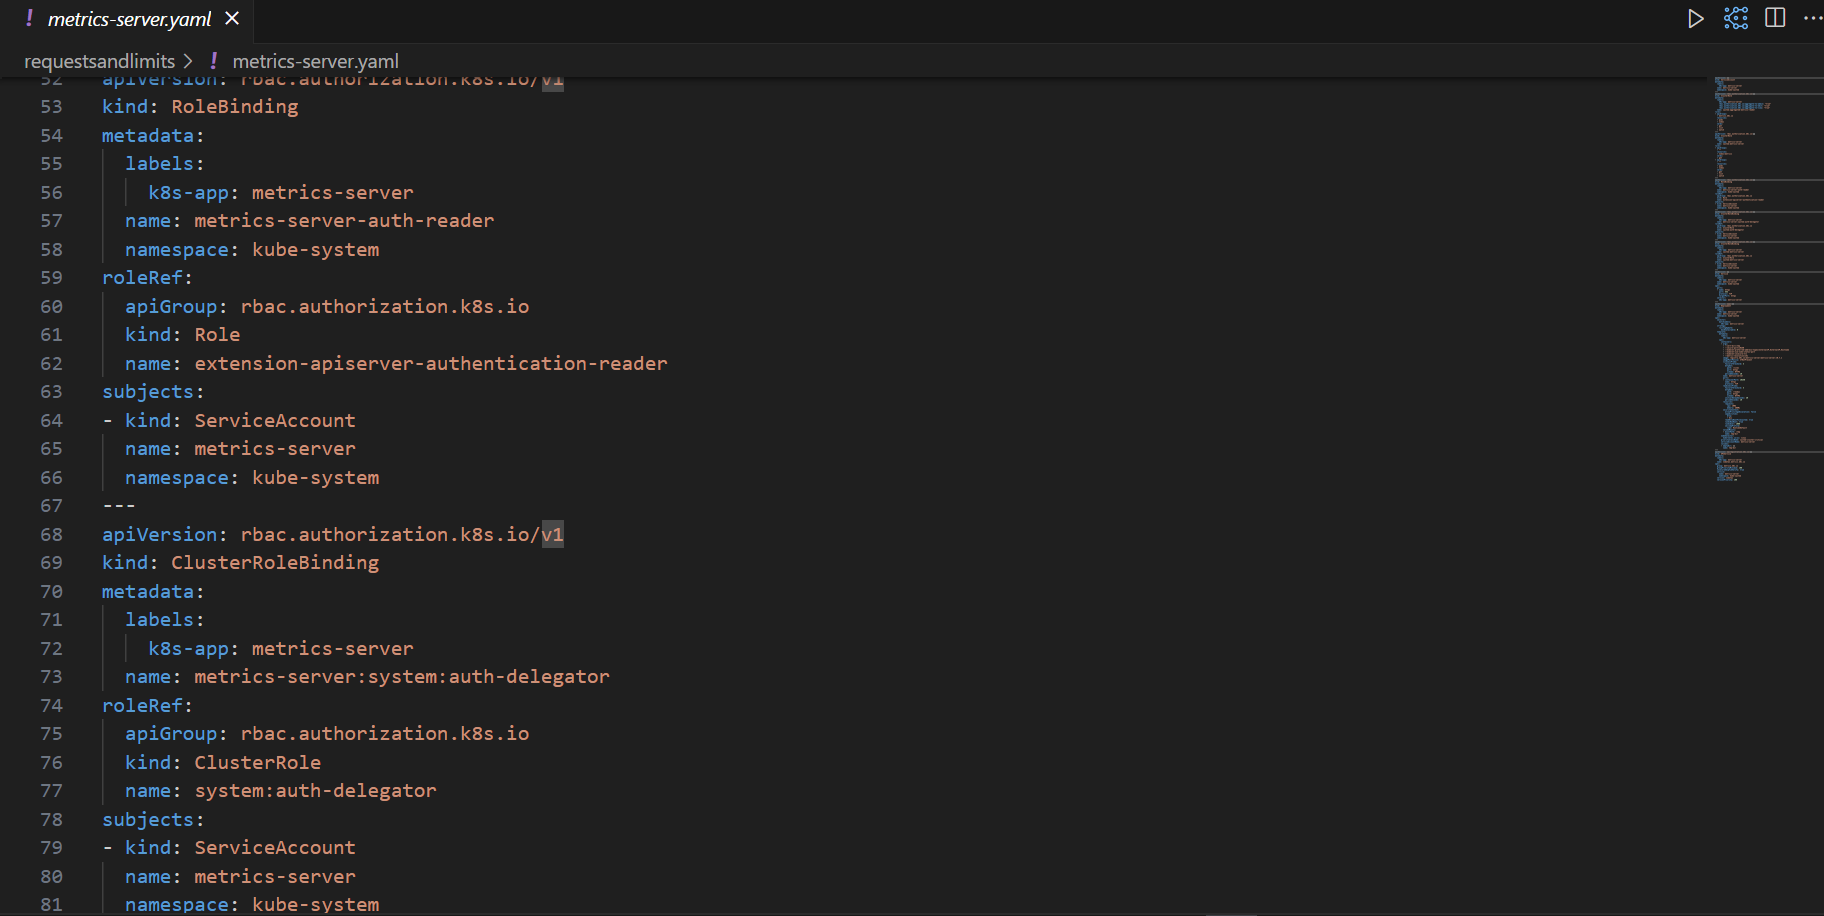 ! metrics-server.yaml ×
requestsandlimits > ! metrics-server.yaml
52 apiVersion: rbac.authorization.k8s.io/v1
53 kind: RoleBinding
54 metadata:
55   labels:
56     k8s-app: metrics-server
57   name: metrics-server-auth-reader
58   namespace: kube-system
59 roleRef:
60   apiGroup: rbac.authorization.k8s.io
61   kind: Role
62   name: extension-apiserver-authentication-reader
63 subjects:
64 - kind: ServiceAccount
65   name: metrics-server
66   namespace: kube-system
67 ---
68 apiVersion: rbac.authorization.k8s.io/v1
69 kind: ClusterRoleBinding
70 metadata:
71   labels:
72     k8s-app: metrics-server
73   name: metrics-server:system:auth-delegator
74 roleRef:
75   apiGroup: rbac.authorization.k8s.io
76   kind: ClusterRole
77   name: system:auth-delegator
78 subjects:
79 - kind: ServiceAccount
80   name: metrics-server
81   namespace: kube-system